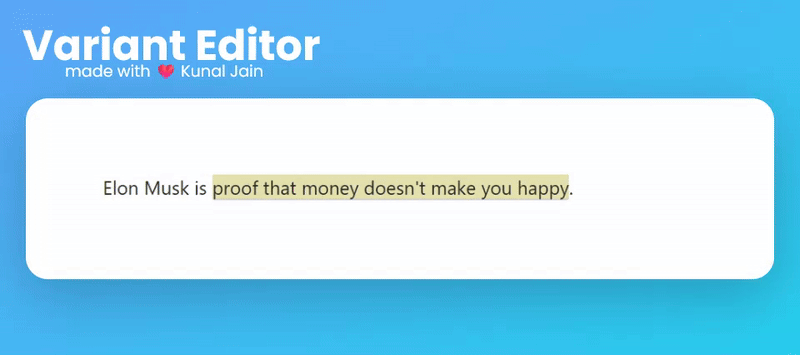 Variant Editor
made with ❤️ Kunal Jain
Elon Musk is proof that money doesn't make you happy.